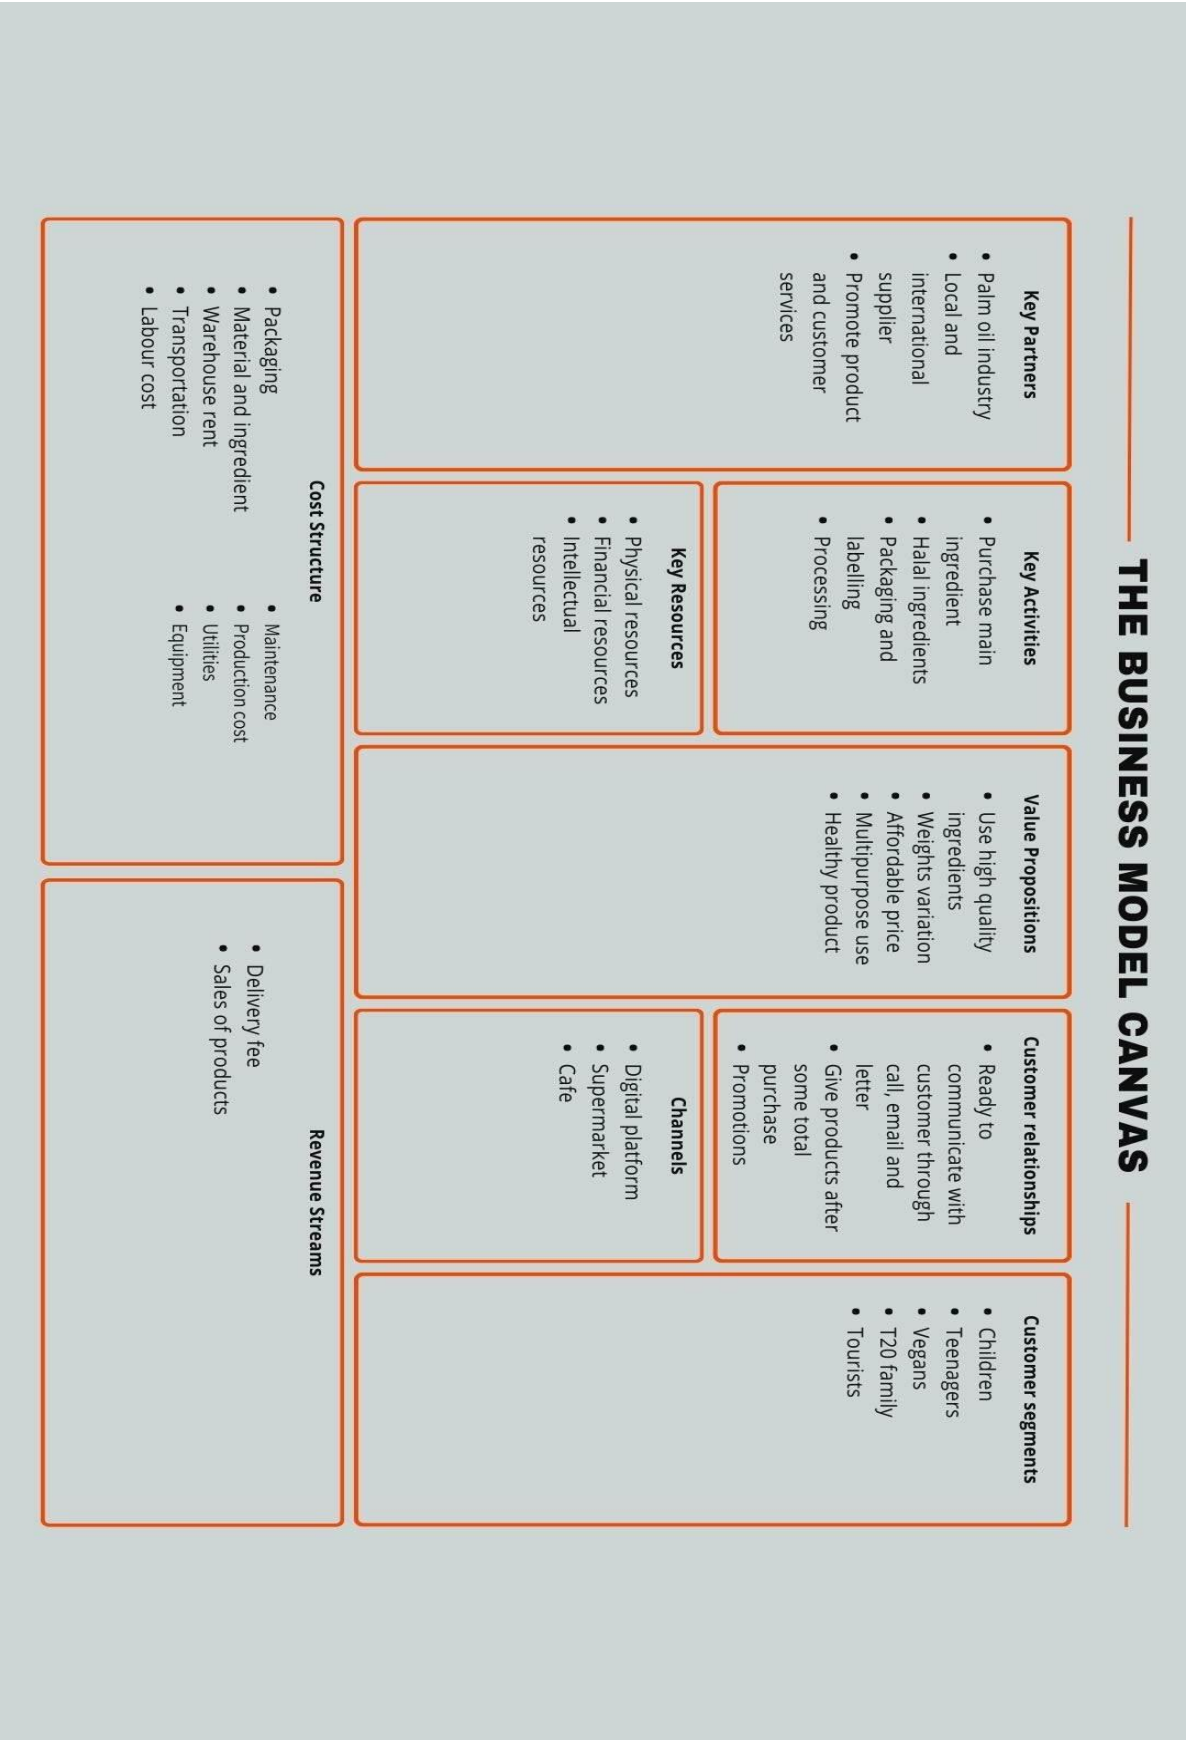 THE BUSINESS MODEL CANVAS
Key Partners
• Palm oil industry
• Local and
international
supplier
• Promote product
and customer
services
Key Activities
• Purchase main
ingredient
• Halal ingredients
• Packaging and
labelling
• Processing
Key Resources
• Physical resources
• Financial resources
• Intellectual
resources
Value Propositions
• Use high quality
ingredients
• Weights variation
• Affordable price
• Multipurpose use
• Healthy product
Customer relationships
• Ready to
communicate with
customer through
call, email and
letter
• Give products after
some total
purchase
• Promotions
Channels
• Digital platform
• Supermarket
• Cafe
Customer segments
• Children
• Teenagers
• Vegans
• T20 family
• Tourists
Cost Structure
• Packaging
• Material and ingredient
• Warehouse rent
• Transportation
• Labour cost
• Maintenance
• Production cost
• Utilities
• Equipment
Revenue Streams
• Delivery fee
• Sales of products